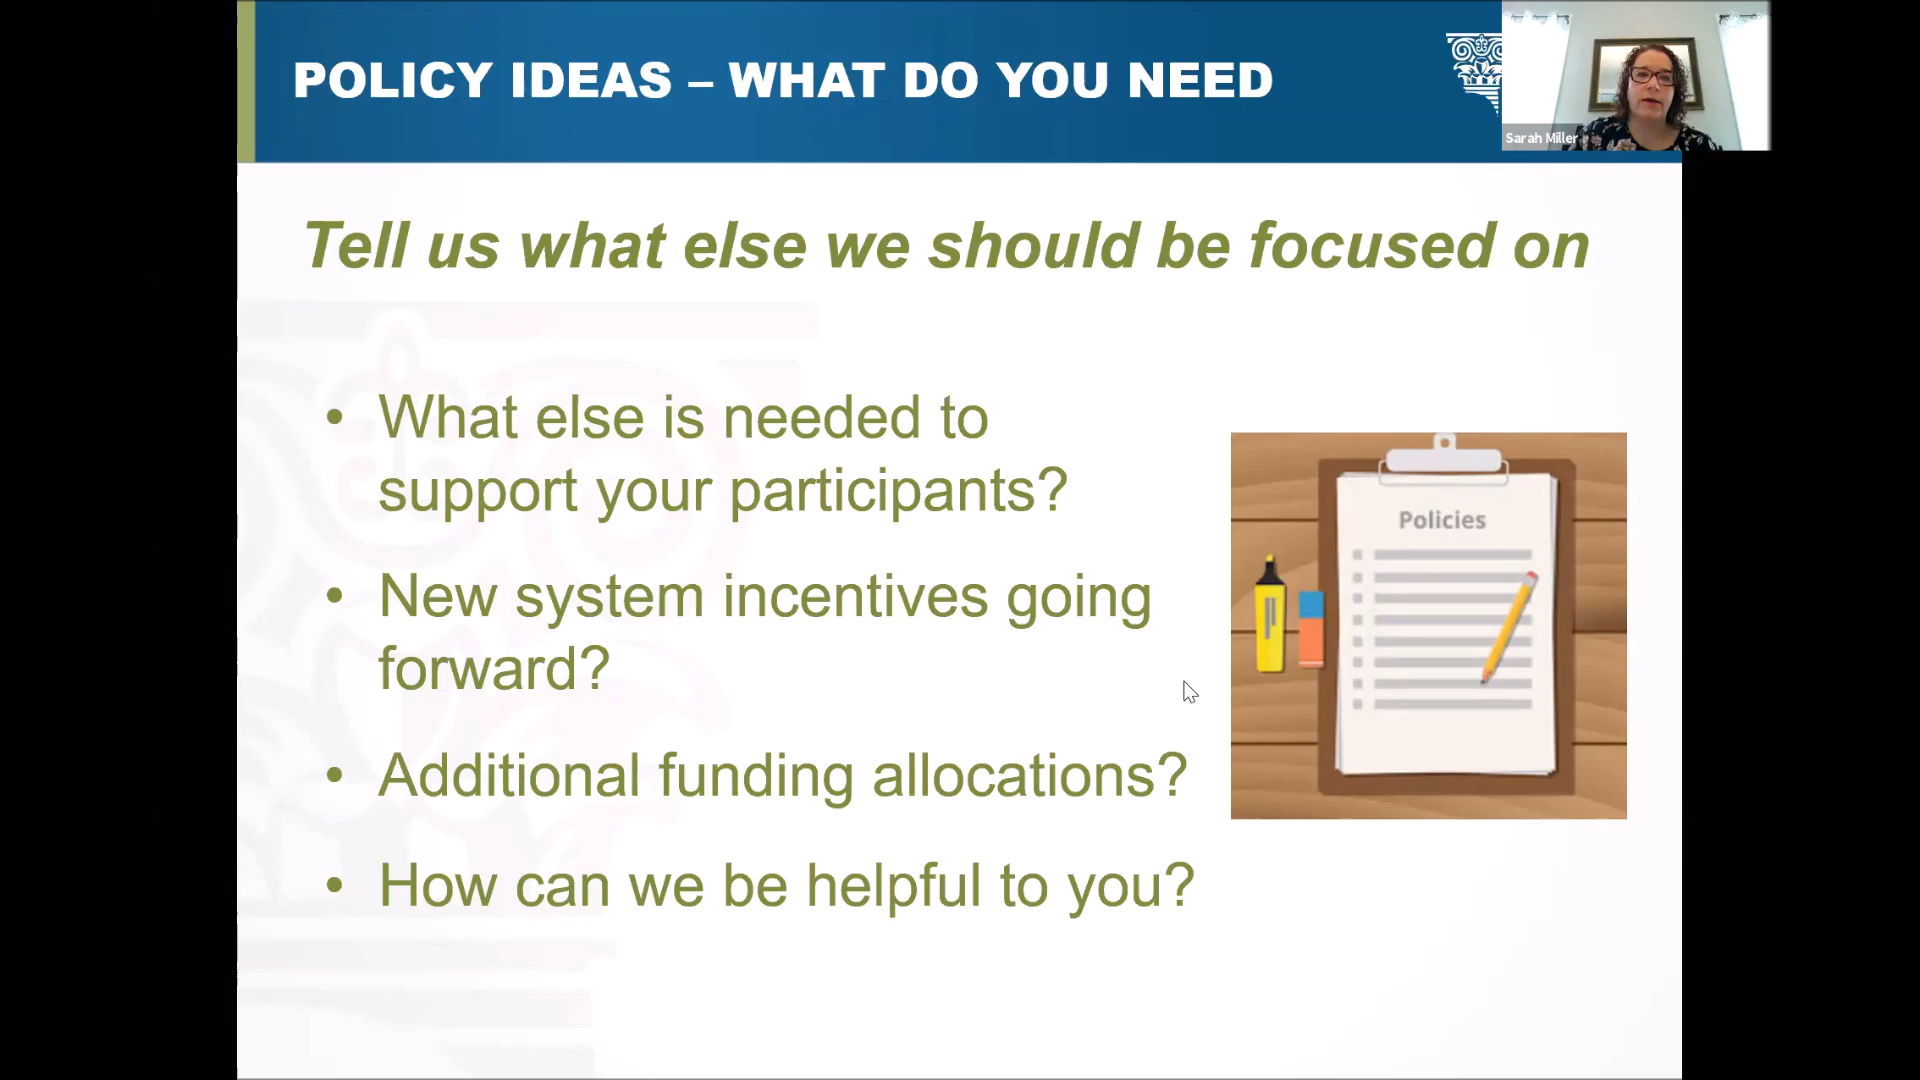 POLICY IDEAS – WHAT DO YOU NEED
Sarah Miller
Tell us what else we should be focused on
• What else is needed to
support your participants?
• New system incentives going
forward?
• Additional funding allocations?
• How can we be helpful to you?
Policies